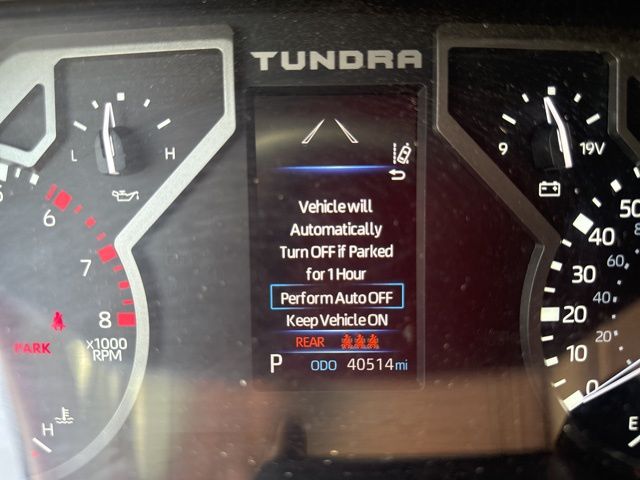 TUNDRA
L H
9 19V
Vehicle will
Automatically
Turn OFF if Parked
for 1 Hour
Perform Auto OFF
Keep Vehicle ON
REAR
P ODO 40514 mi
6
7
8
x1000
RPM
PARK
H
50
40
30
20
10
0
60
40
20
E